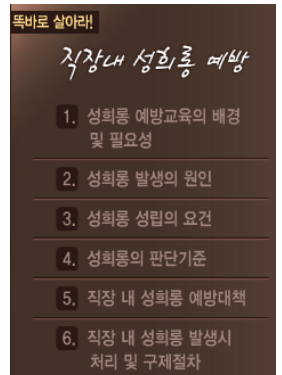 똑바로 살아라!
직장내 성희롱 예방
1. 성희롱 예방교육의 배경
및 필요성
2. 성희롱 발생의 원인
3. 성희롱 성립의 요건
4. 성희롱의 판단기준
5. 직장 내 성희롱 예방대책
6. 직장 내 성희롱 발생시
처리 및 구제절차